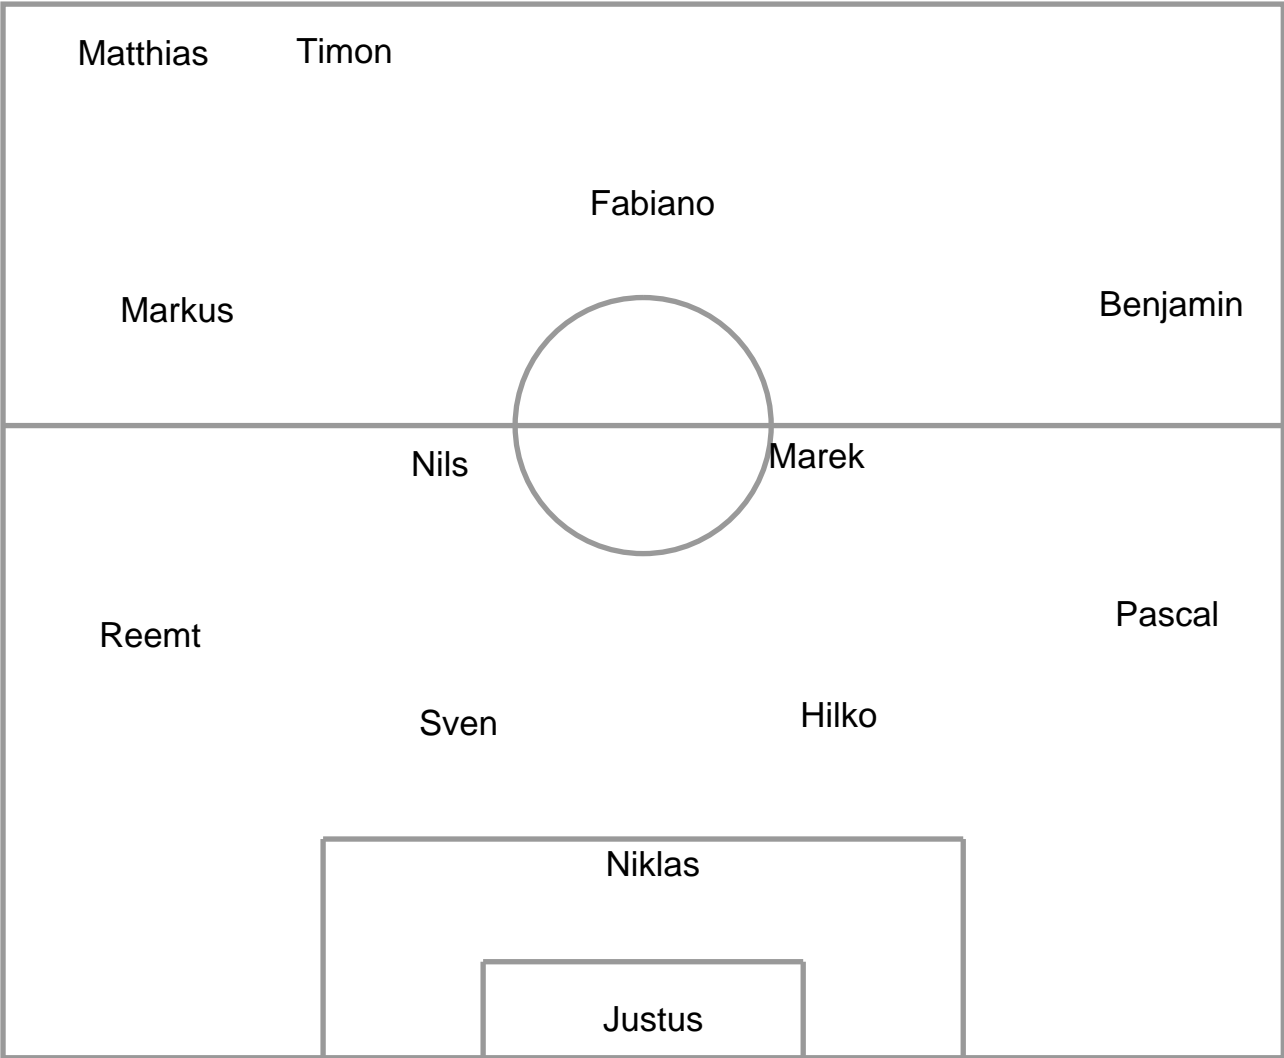 Matthias
Timon
Fabiano
Markus
Benjamin
Nils
Marek
Reemt
Pascal
Sven
Hilko
Niklas
Justus